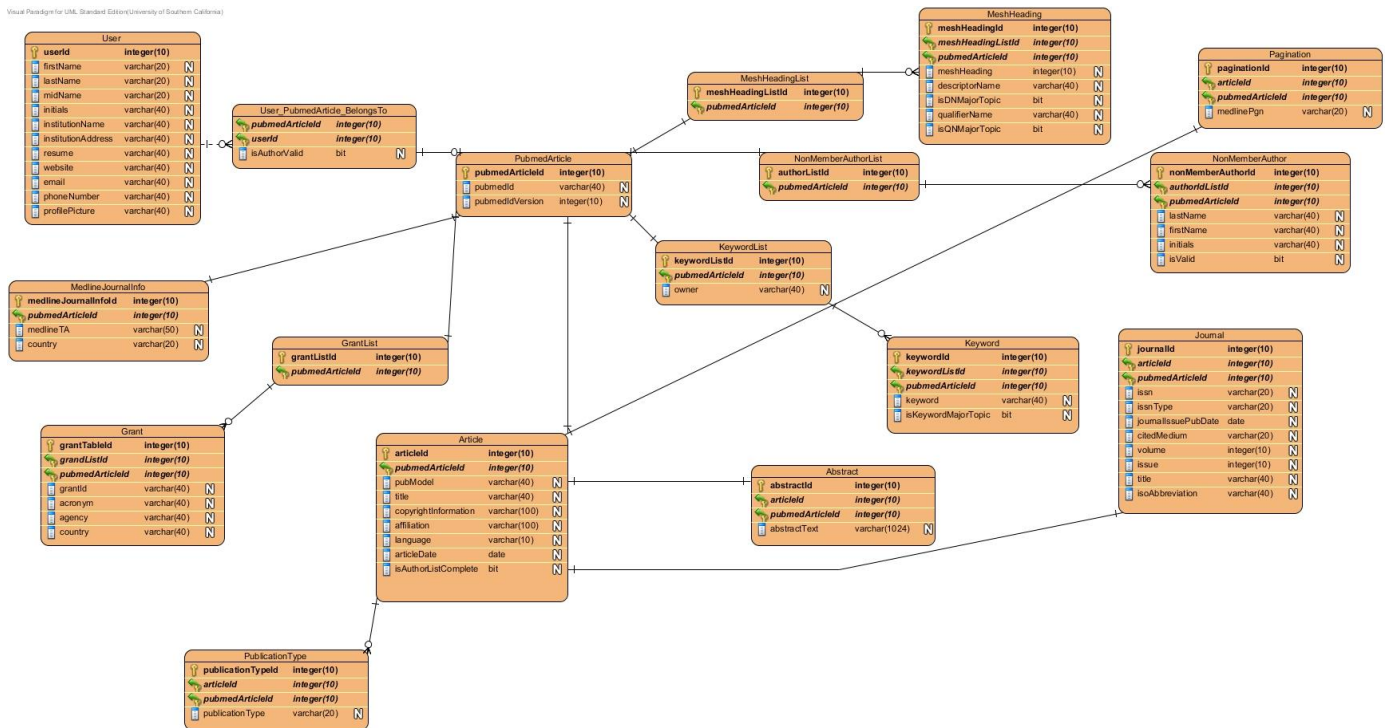 Visual Paradigm for UML Standard Edition(University of Southern California)
User
userId integer(10)
firstName varchar(20) N
lastName varchar(20) N
midName varchar(20) N
initials varchar(40) N
institutionName varchar(40) N
institutionAddress varchar(40) N
resume varchar(40) N
website varchar(40) N
email varchar(40) N
phoneNumber varchar(40) N
profilePicture varchar(40) N
User_PubmedArticle_BelongsTo
pubmedArticleId integer(10)
userId integer(10)
isAuthorValid bit N
PubmedArticle
pubmedArticleId integer(10)
pubmedId varchar(40) N
pubmedIdVersion integer(10) N
MeshHeadingList
meshHeadingListId integer(10)
pubmedArticleId integer(10)
MeshHeading
meshHeadingId integer(10)
meshHeadingListId integer(10)
pubmedArticleId integer(10)
meshHeading integer(10) N
descriptorName varchar(40) N
isDNMajorTopic bit N
qualifierName varchar(40) N
isQNMajorTopic bit N
Pagination
paginationId integer(10)
articleId integer(10)
pubmedArticleId integer(10)
medlinePgn varchar(20) N
NonMemberAuthorList
authorListId integer(10)
pubmedArticleId integer(10)
NonMemberAuthor
nonMemberAuthorId integer(10)
authorIdListId integer(10)
pubmedArticleId integer(10)
lastName varchar(40) N
firstName varchar(40) N
initials varchar(40) N
isValid bit N
KeywordList
keywordListId integer(10)
pubmedArticleId integer(10)
owner varchar(40) N
MedlineJournalInfo
medlineJournalInfoId integer(10)
pubmedArticleId integer(10)
medlineTA varchar(50) N
country varchar(20) N
GrantList
grantListId integer(10)
pubmedArticleId integer(10)
Keyword
keywordId integer(10)
keywordListId integer(10)
pubmedArticleId integer(10)
keyword varchar(40) N
isKeywordMajorTopic bit N
Journal
journalId integer(10)
articleId integer(10)
pubmedArticleId integer(10)
issn varchar(20) N
issnType varchar(20) N
journalIssuePubDate date N
citedMedium varchar(20) N
volume integer(10) N
issue integer(10) N
title varchar(40) N
isoAbbreviation varchar(40) N
Grant
grantTableId integer(10)
grandListId integer(10)
pubmedArticleId integer(10)
grantId varchar(40) N
acronym varchar(40) N
agency varchar(40) N
country varchar(40) N
Article
articleId integer(10)
pubmedArticleId integer(10)
pubModel varchar(40) N
title varchar(40) N
copyrightInformation varchar(100) N
affiliation varchar(100) N
language varchar(10) N
articleDate date N
isAuthorListComplete bit N
Abstract
abstractId integer(10)
articleId integer(10)
pubmedArticleId integer(10)
abstractText varchar(1024) N
PublicationType
publicationTypeId integer(10)
articleId integer(10)
pubmedArticleId integer(10)
publicationType varchar(20) N